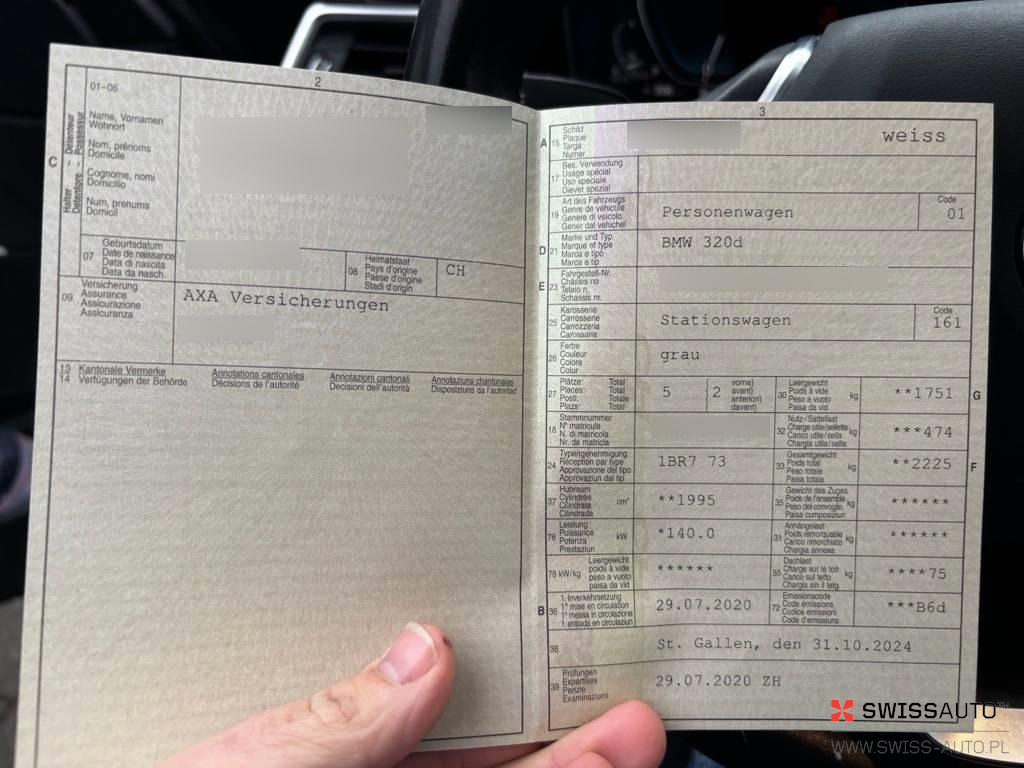 2
01-06
Name, Vornamen
Wohnort
Nom, prénoms
Domicile
Cognome, nomi
Domicilio
Num, prenums
Domicil
C
Halter - Détenteur
Detentore - Possessur
07
Geburtsdatum
Date de naissance
Data di nascita
Data da nasch.
08
Heimatstaat
Pays d'origine
Paese d'origine
Stadi d'origin
CH
09
Versicherung
Assurance
Assicurazione
Assicuranza
AXA Versicherungen
13 Kantonale Vermerke Annotations cantonales Annotazioni cantonali Annotaziuns chantunalas
14 Verfügungen der Behörde Décisions de l'autorité Decisioni dell'autorità Disposiziuns da l'autoritad
3
A 15
Schild
Plaque
Targa
Numer
weiss
17
Bes. Verwendung
Usage spécial
Uso speciale
Diever spezial
19
Art des Fahrzeugs
Genre de véhicule
Genere di veicolo
Gener dal vehichel
Personenwagen
Code
01
D 21
Marke und Typ
Marque et type
Marca e tipo
Marca e tip
BMW 320d
E 23
Fahrgestell-Nr.
Châssis no
Telaio n.
Schassis nr.
25
Karosserie
Carrosserie
Carrozzeria
Carossaria
Stationswagen
Code
161
26
Farbe
Couleur
Colore
Colur
grau
27
Plätze: Total
Places: Total
Posti: Totale
Plazs: Total
5
2
vorne)
avant)
anteriori)
davant)
30
Leergewicht
Poids à vide
Peso a vuoto
Paisa da vid
kg
**1751
G
18
Stammnummer
N° matricule
N. di matricola
Nr. da matricla
32
Nutz-/Sattellast
Charge utile/sellette
Carico utile/sella
Chargia utila/sella
kg
***474
24
Typengenehmigung
Réception par type
Approvazione del tipo
Approvaziun dal tip
1BR7 73
33
Gesamtgewicht
Poids total
Peso totale
Paisa totala
kg
**2225
F
37
Hubraum
Cylindrée
Cilindrata
Cilindrada
cm³
**1995
35
Gewicht des Zuges
Poids de l'ensemble
Peso del convoglio
Paisa cumposiziun
kg
******
76
Leistung
Puissance
Potenza
Prestaziun
kW
*140.0
31
Anhängelast
Poids remorquable
Carico rimorchiato
Chargia annexa
kg
******
78 kW/kg
Leergewicht
poids à vide
peso a vuoto
paisa da vid
******
55
Dachlast
Charge sur le toit
Carico sul tetto
Chargia sin il tetg
kg
****75
B 36
1. Inverkehrsetzung
1re mise en circulation
1a messa in circolazione
1. entrada en circulaziun
29.07.2020
72
Emissionscode
Code émissions
Codice emissioni
Code d'emissiuns
***B6d
38
St. Gallen, den 31.10.2024
39
Prüfungen
Expertises
Perizie
Examinaziuns
29.07.2020 ZH
SWISSAUTO
WWW.SWISS-AUTO.PL